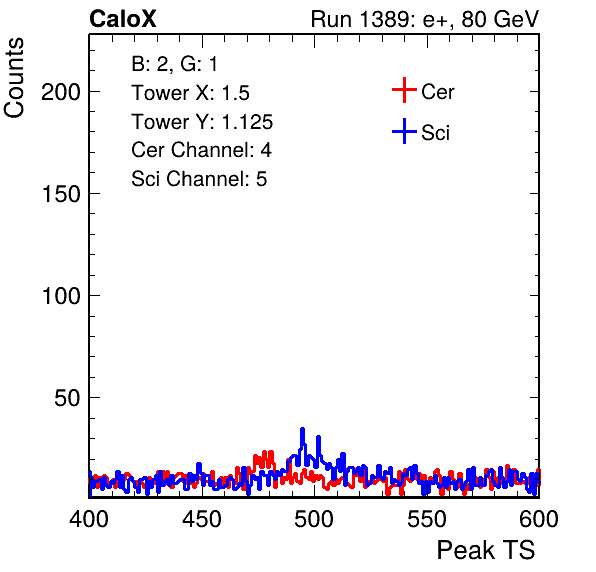 CaloX Run 1389: e+, 80 GeV
Counts
B: 2, G: 1
Tower X: 1.5
Tower Y: 1.125
Cer Channel: 4
Sci Channel: 5
Cer
Sci
200
150
100
50
400 450 500 550 600
Peak TS